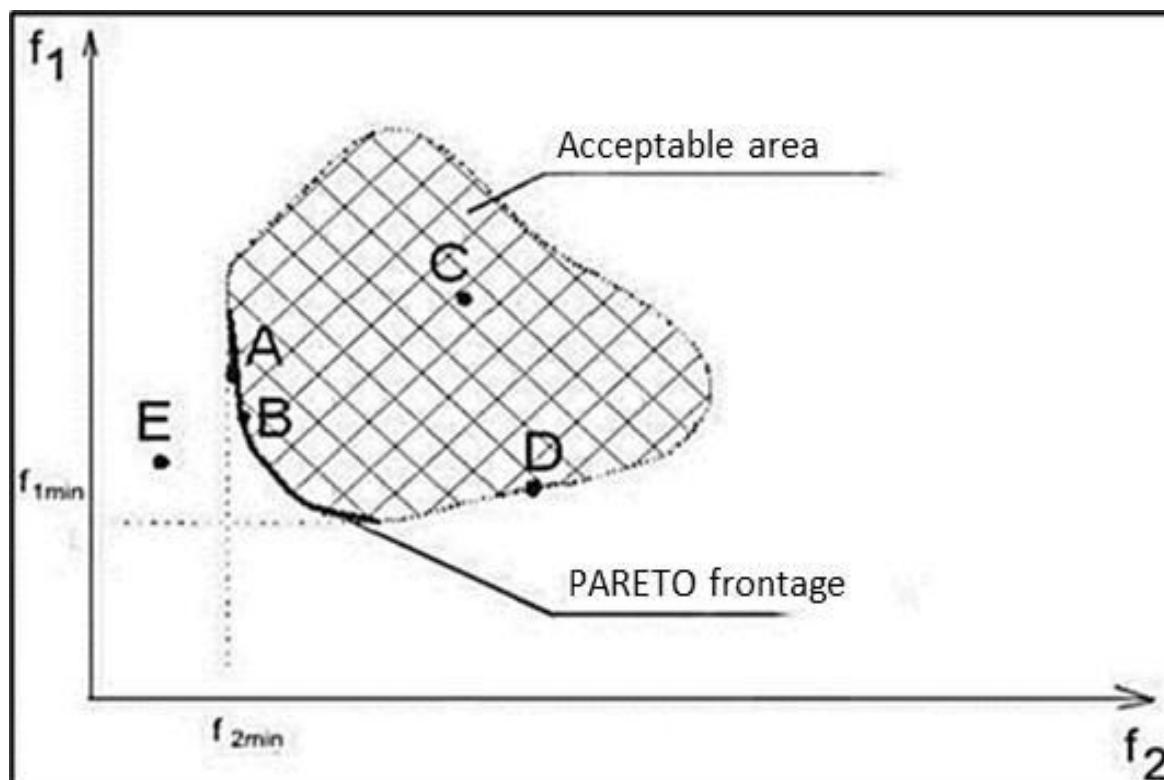 f1
Acceptable area
C
A
B
E
D
f1min
PARETO frontage
f2min
f2